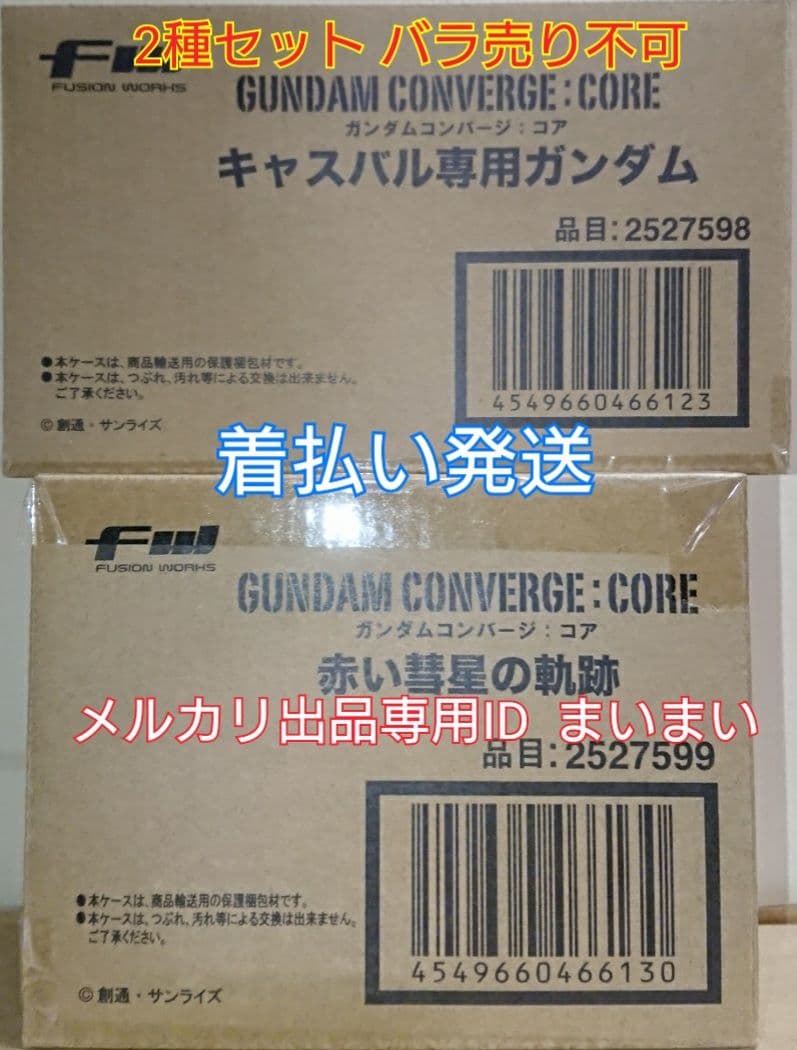 2種セット バラ売り不可
FW
FUSION WORKS
GUNDAM CONVERGE:CORE
ガンダムコンバージ:コア
キャスバル専用ガンダム
品目:2527598
4549660466123
●本ケースは、商品輸送用の保護梱包材です。
●本ケースは、つぶれ、汚れ等による交換は出来ません。
ご了承ください。
©創通・サンライズ
着払い発送
FW
FUSION WORKS
GUNDAM CONVERGE:CORE
ガンダムコンバージ:コア
赤い彗星の軌跡
メルカリ出品専用ID まいまい
品目:2527599
4549660466130
●本ケースは、商品輸送用の保護梱包材です。
●本ケースは、つぶれ、汚れ等による交換は出来ません。
ご了承ください。
©創通・サンライズ